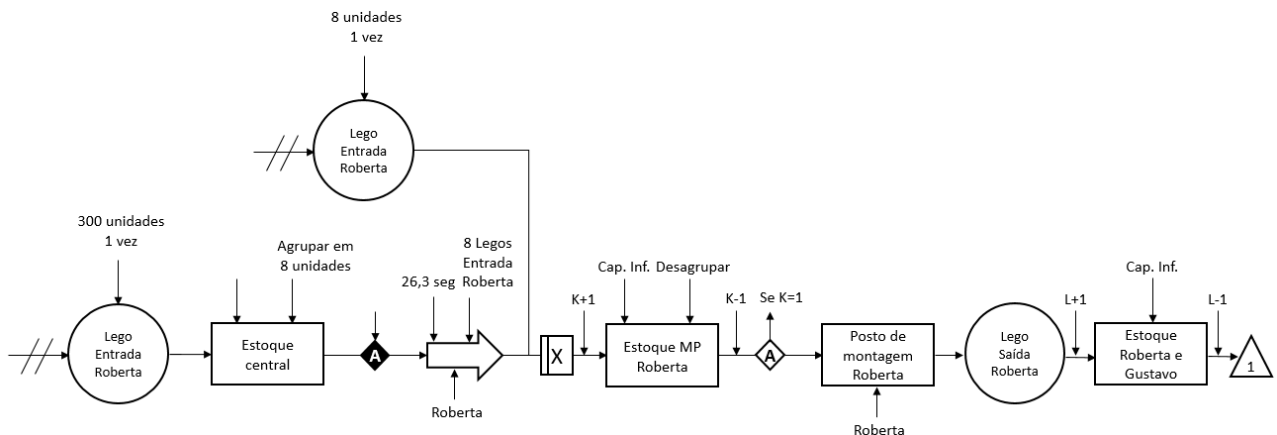 8 unidades
1 vez
Lego
Entrada
Roberta
300 unidades
1 vez
Lego
Entrada
Roberta
Agrupar em
8 unidades
Estoque
central
A
26,3 seg
8 Legos
Entrada
Roberta
Roberta
X
K+1
Cap. Inf.
Desagrupar
Estoque MP
Roberta
K-1
Se K=1
A
Posto de
montagem
Roberta
Roberta
Lego
Saída
Roberta
L+1
Cap. Inf.
Estoque
Roberta e
Gustavo
L-1
1